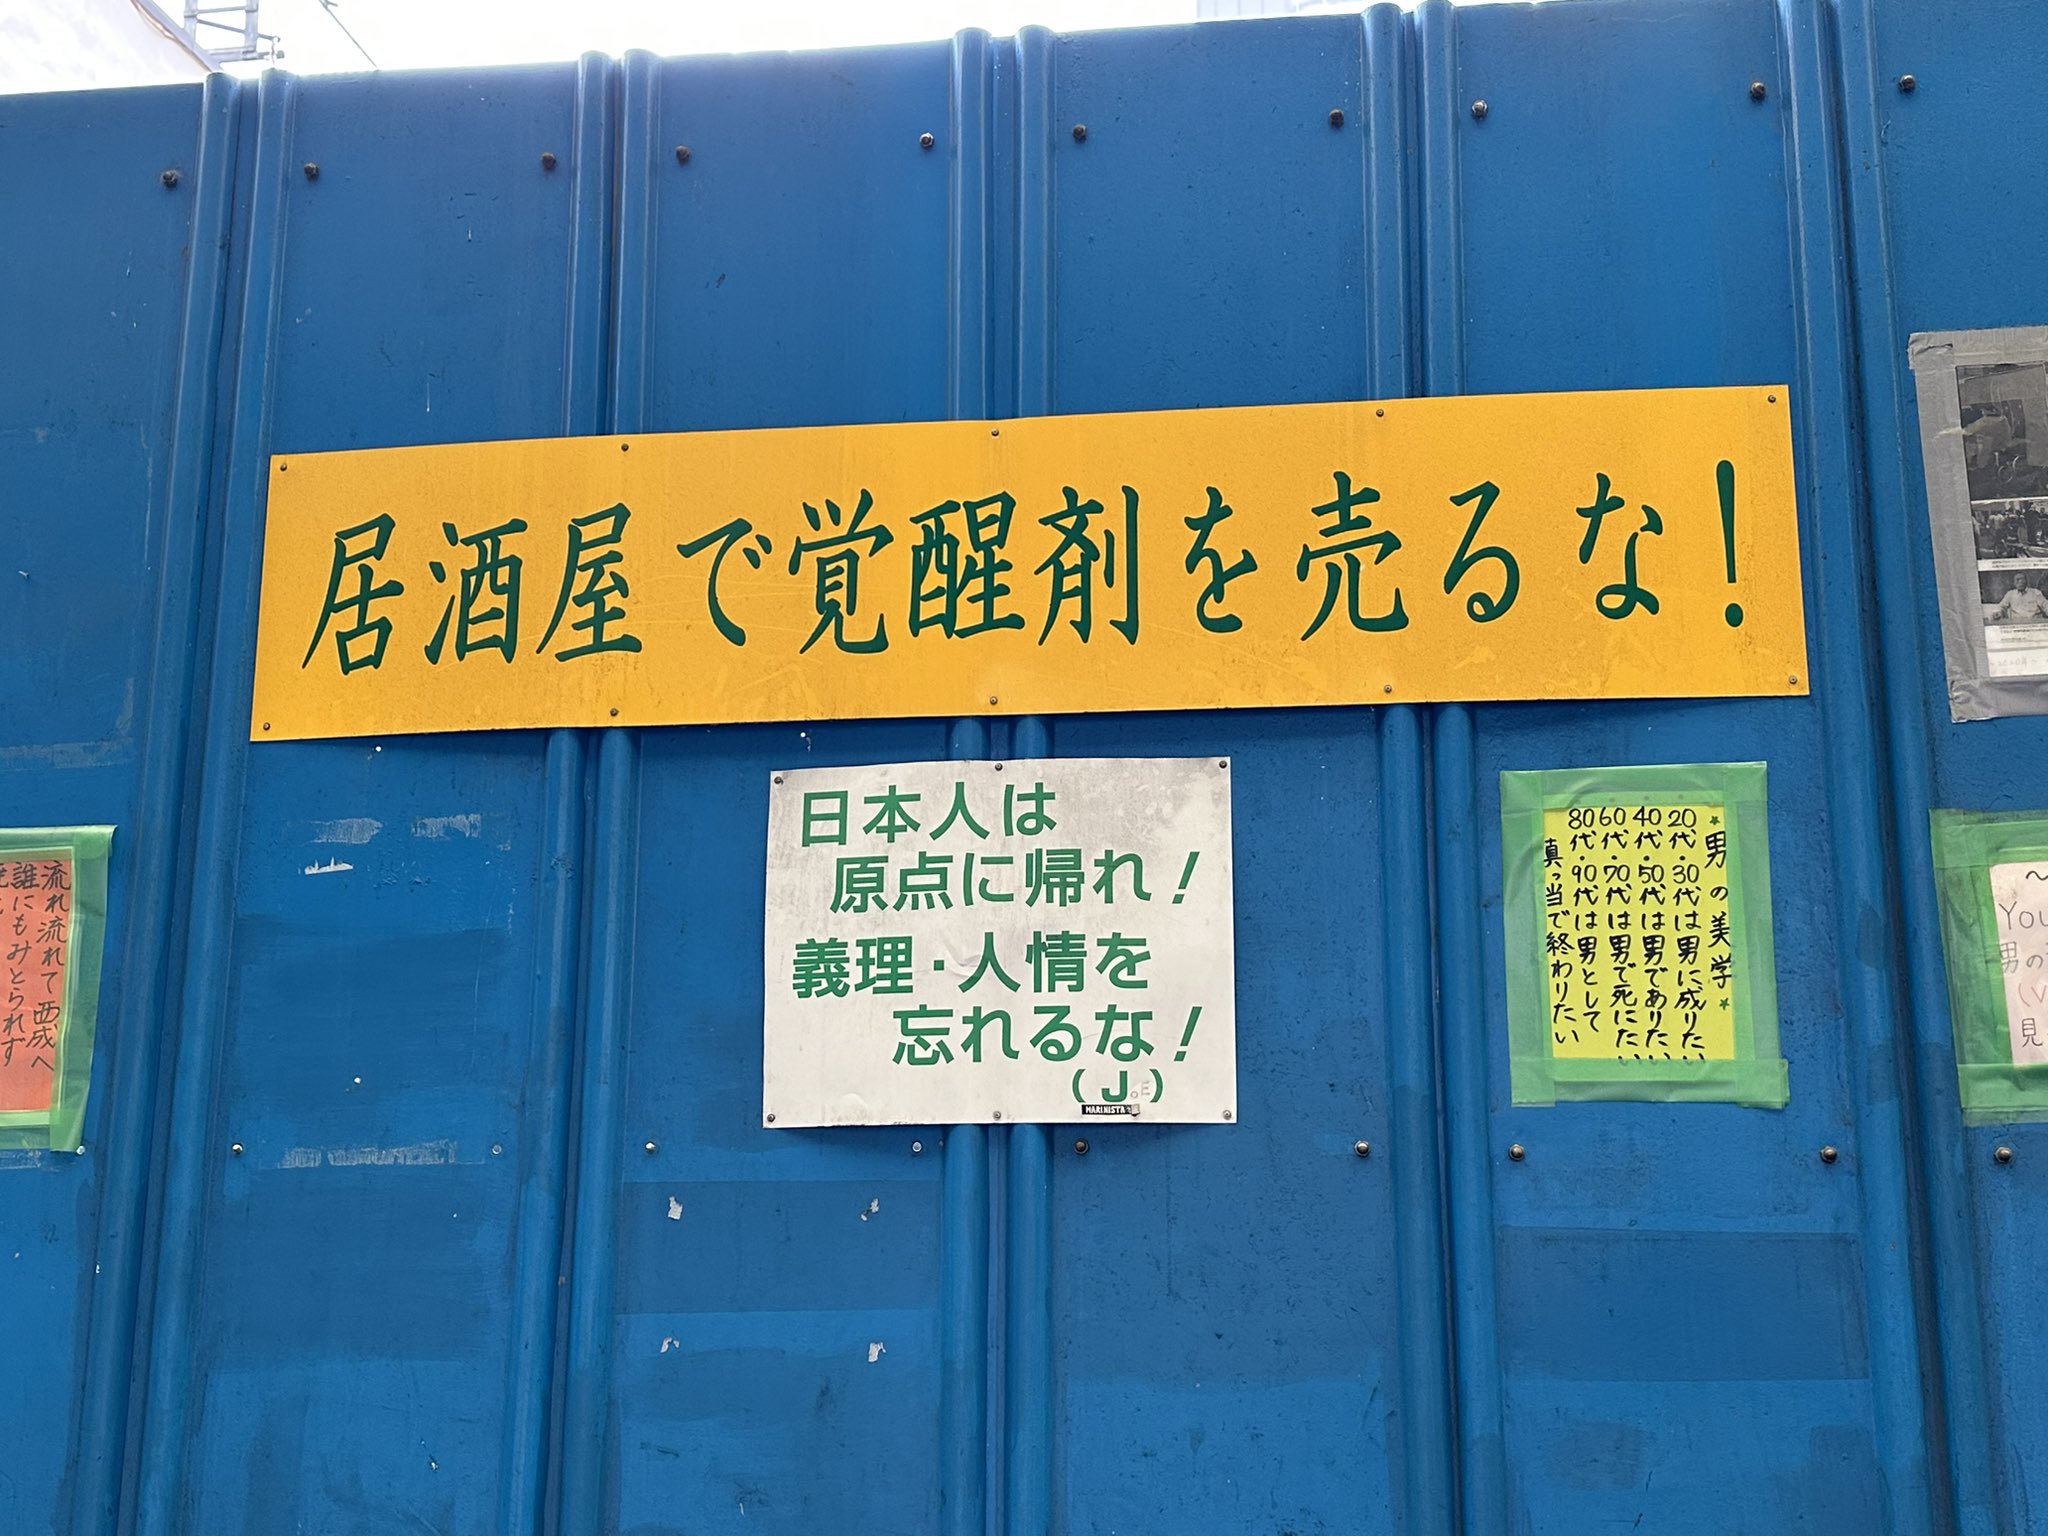 居酒屋で覚醒剤を売るな!
日本人は
原点に帰れ!
義理・人情を
忘れるな!
(J.E)
MARINISTA
★男の美学★
20代・30代は男に成りたい
40代・50代は男でありたい
60代・70代は男で死にたい
80代・90代は男として
真っ当で終わりたい
流れ流れて西成へ
誰にもみとられず
You
男の
見